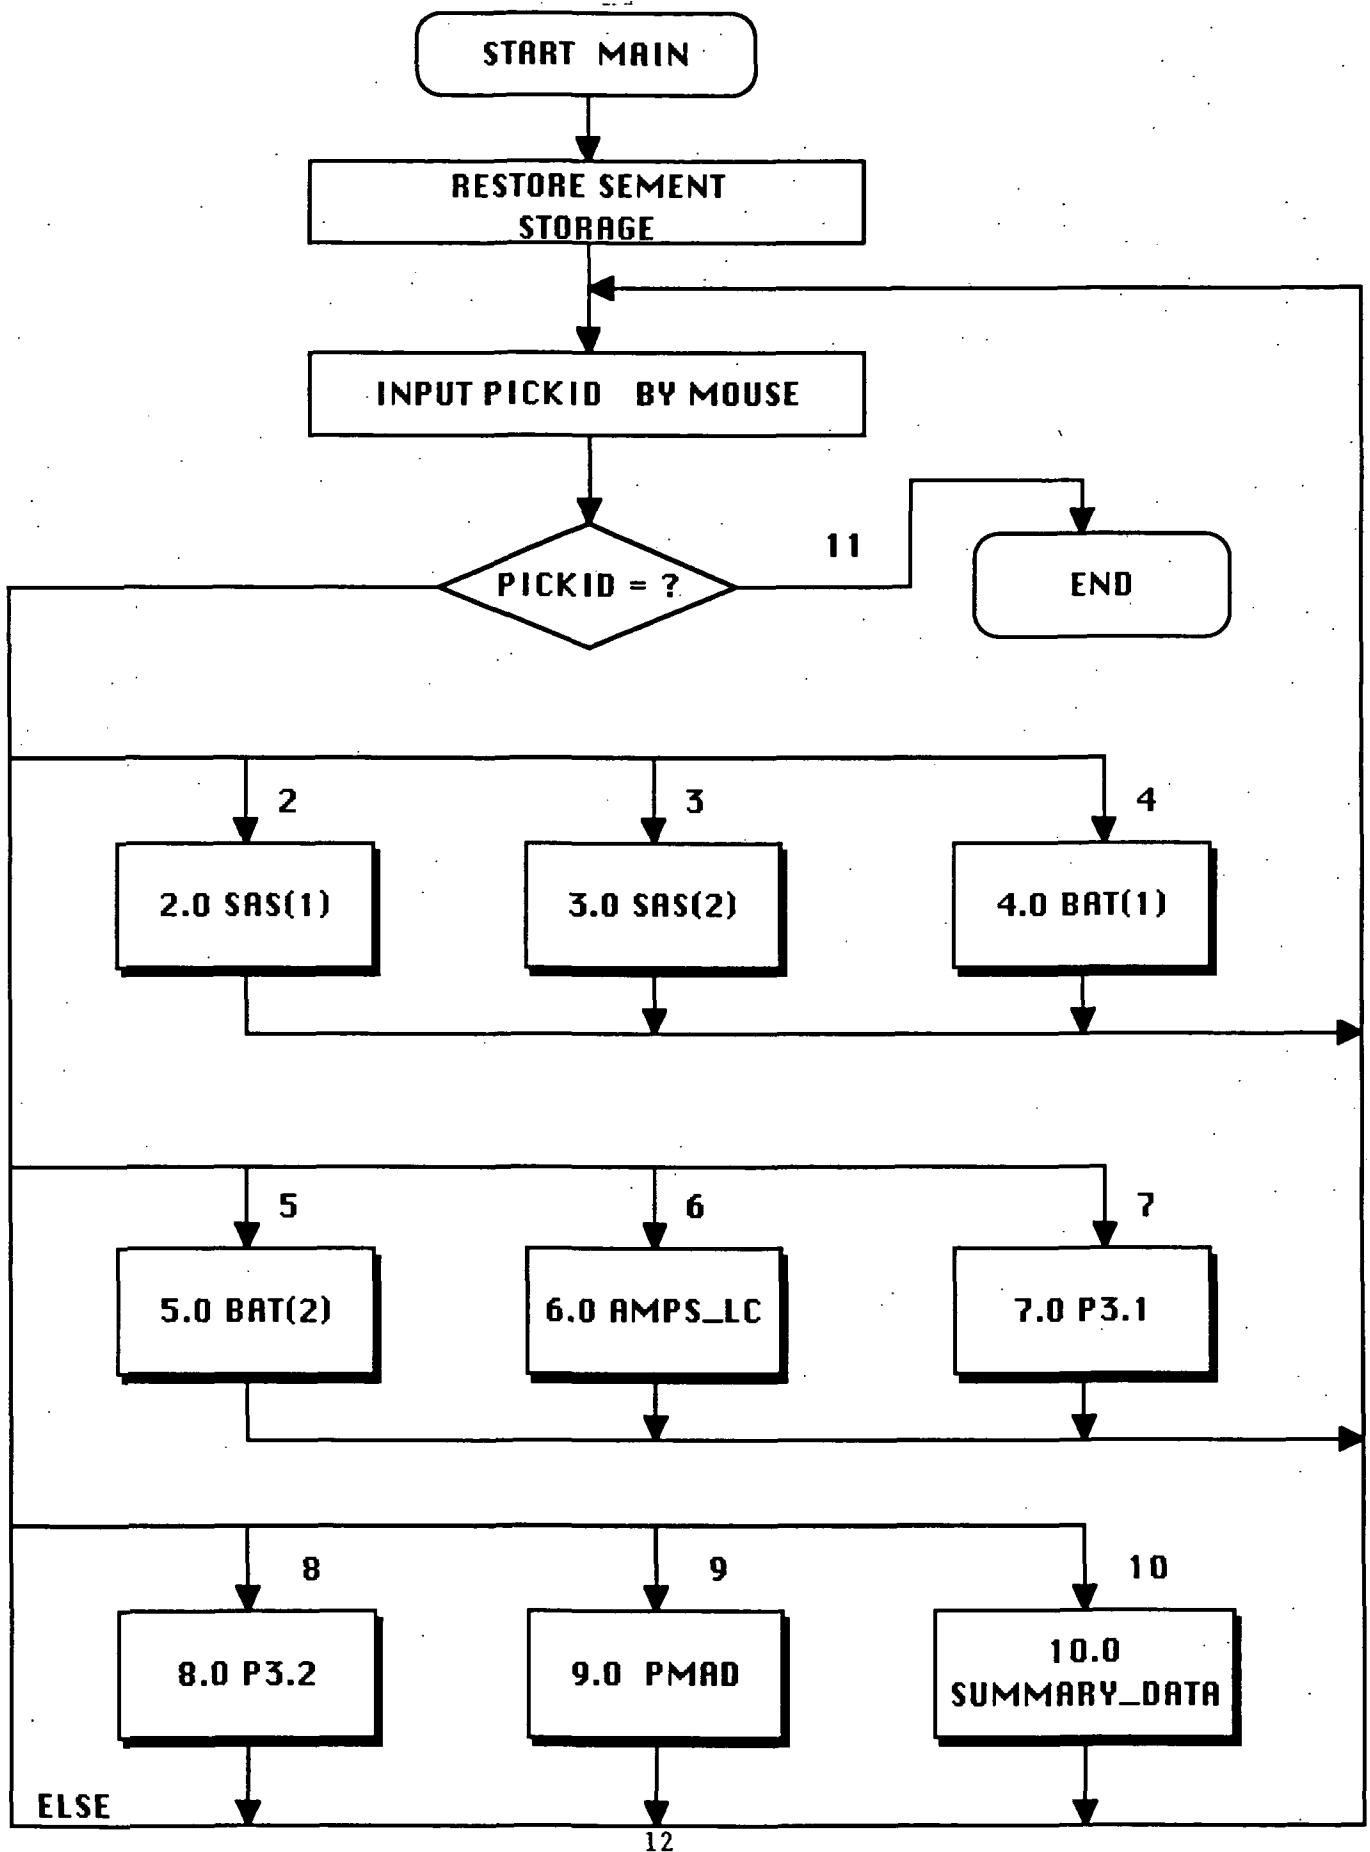 START MAIN
RESTORE SEMENT
STORAGE
INPUT PICKID BY MOUSE
11
PICKID = ?
END
2
3
4
2.0 SAS(1)
3.0 SAS(2)
4.0 BAT(1)
5
6
7
5.0 BAT(2)
6.0 AMPS_LC
7.0 P3.1
8
9
10
8.0 P3.2
9.0 PMAD
10.0
SUMMARY_DATA
ELSE
12